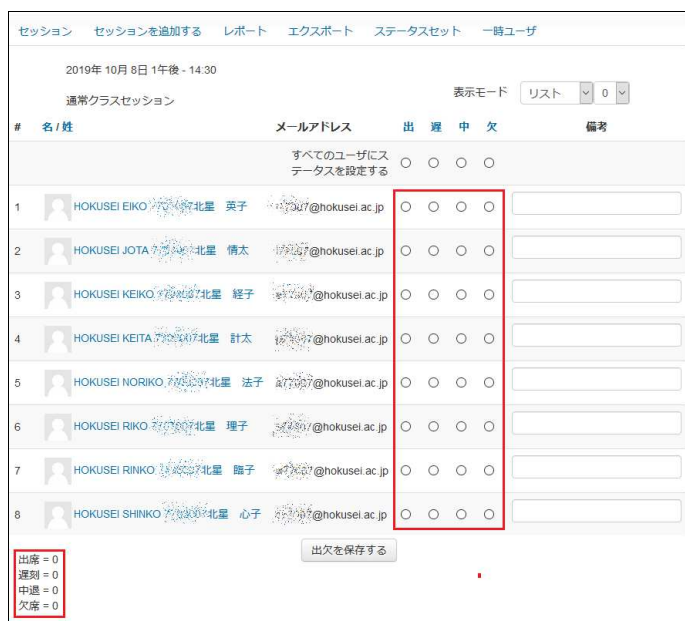 セッション セッションを追加する レポート エクスポート ステータスセット 一時ユーザ
2019年 10月 8日 1午後 - 14:30
表示モード リスト 0
通常クラスセッション
# 名 / 姓 メールアドレス 出 遅 中 欠 備考
すべてのユーザにス
テータスを設定する
1 HOKUSEI EIKO 北星 英子 @hokusei.ac.jp
2 HOKUSEI JOTA 北星 情太 @hokusei.ac.jp
3 HOKUSEI KEIKO 北星 経子 @hokusei.ac.jp
4 HOKUSEI KEITA 北星 計太 @hokusei.ac.jp
5 HOKUSEI NORIKO 北星 法子 @hokusei.ac.jp
6 HOKUSEI RIKO 北星 理子 @hokusei.ac.jp
7 HOKUSEI RINKO 北星 臨子 @hokusei.ac.jp
8 HOKUSEI SHINKO 北星 心子 @hokusei.ac.jp
出欠を保存する
出席 = 0
遅刻 = 0
中退 = 0
欠席 = 0